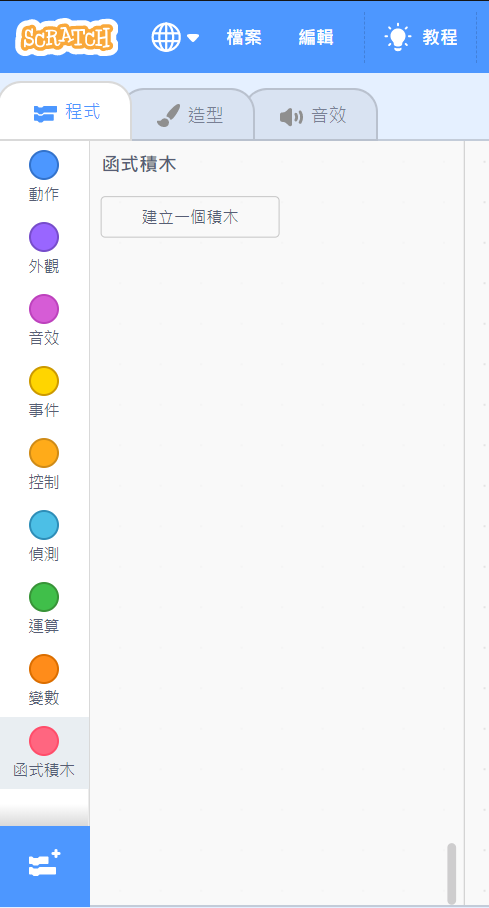 SCRATCH 檔案 編輯 教程
程式 造型 音效
函式積木
建立一個積木
動作
外觀
音效
事件
控制
偵測
運算
變數
函式積木